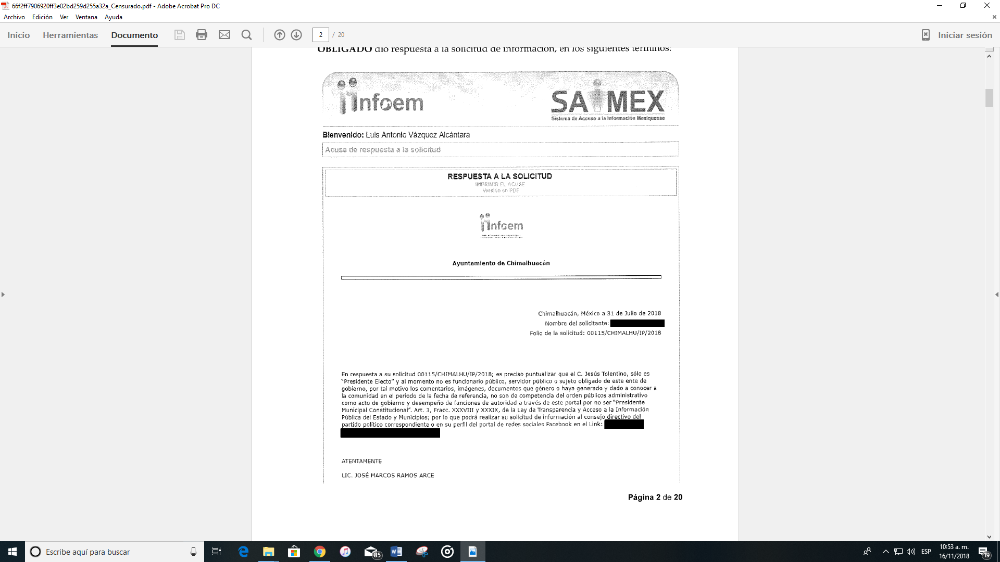 66f2ff7906920ff3e02bd259d255a32a_Censurado.pdf - Adobe Acrobat Pro DC
Archivo Edición Ver Ventana Ayuda
Inicio Herramientas Documento 2 / 20 Iniciar sesión
OBLIGADO dio respuesta a la solicitud de información, en los siguientes términos:
infoem SAIMEX
Sistema de Acceso a la Información Mexiquense
Bienvenido: Luis Antonio Vázquez Alcántara
Acuse de respuesta a la solicitud
RESPUESTA A LA SOLICITUD
IMPRIMIR EL ACUSE
Versión en PDF
infoem
Ayuntamiento de Chimalhuacán
Chimalhuacán, México a 31 de Julio de 2018
Nombre del solicitante:
Folio de la solicitud: 00115/CHIMALHU/IP/2018
En respuesta a su solicitud 00115/CHIMALHU/IP/2018; es preciso puntualizar que el C. Jesús Tolentino, sólo es
"Presidente Electo" y al momento no es funcionario público, servidor público o sujeto obligado de este ente de
gobierno, por tal motivo los comentarios, imágenes, documentos que género o haya generado y dado a conocer a
la comunidad en el periodo de la fecha de referencia, no son de competencia del orden públicos administrativo
como acto de gobierno y desempeño de funciones de autoridad a través de este portal por no ser "Presidente
Municipal Constitucional". Art. 3, Fracc. XXXVIII y XXXIX, de la Ley de Transparencia y Acceso a la Información
Pública del Estado y Municipios; por lo que podrá realizar su solicitud de información al consejo directivo del
partido político correspondiente o en su perfil del portal de redes sociales Facebook en el Link:
ATENTAMENTE
LIC. JOSÉ MARCOS RAMOS ARCE
Página 2 de 20
Escribe aquí para buscar
85
ESP
10:53 a. m.
16/11/2018
19